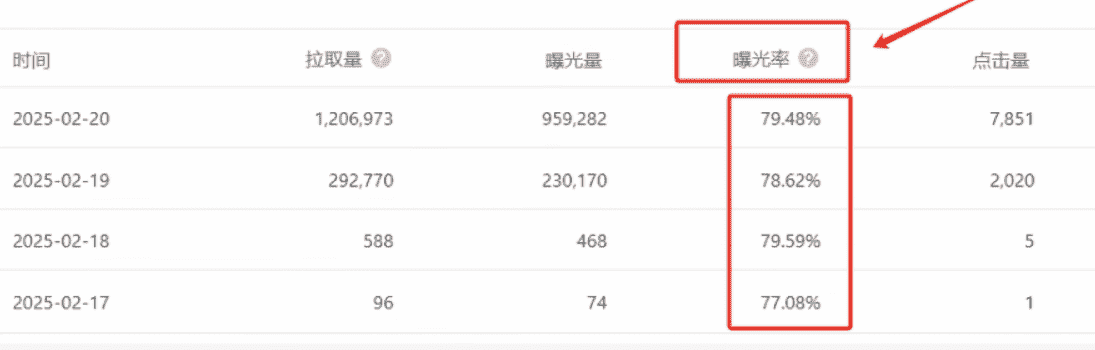 时间 拉取量 ? 曝光量 曝光率 ? 点击量
2025-02-20 1,206,973 959,282 79.48% 7,851
2025-02-19 292,770 230,170 78.62% 2,020
2025-02-18 588 468 79.59% 5
2025-02-17 96 74 77.08% 1